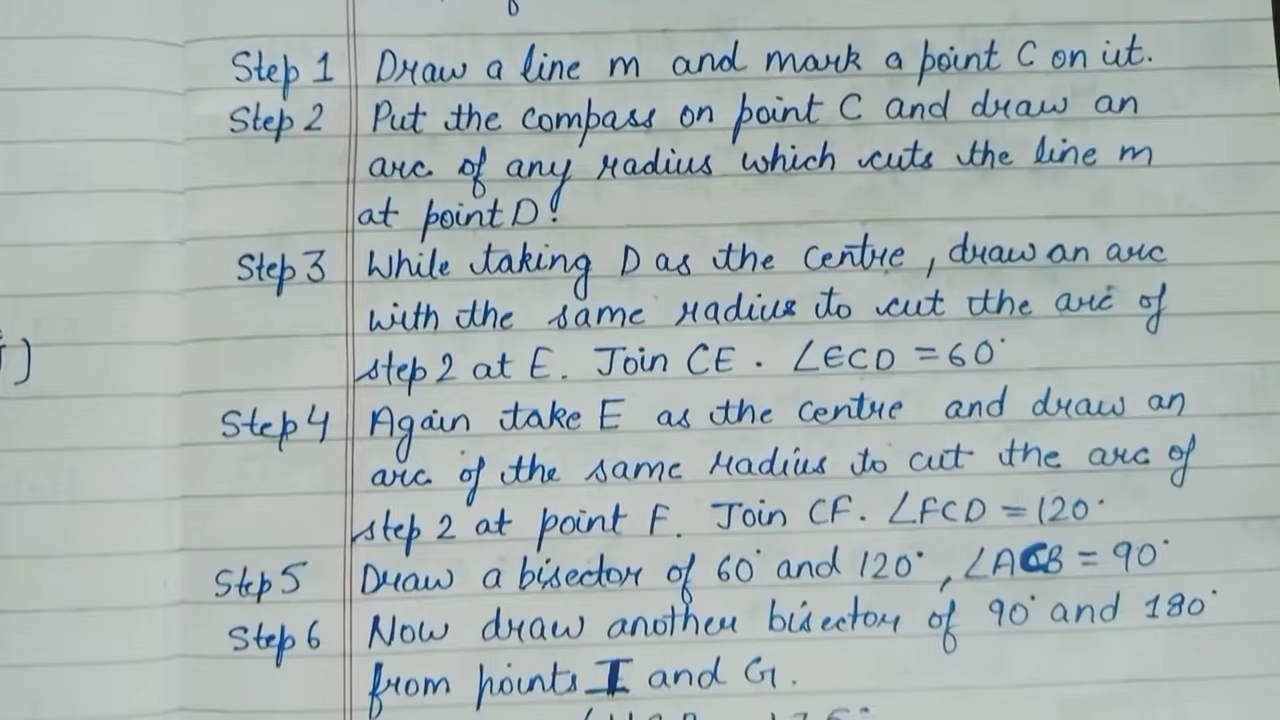 Step 1 Draw a line m and mark a point C on it.
Step 2 Put the compass on point C and draw an
arc of any radius which cuts the line m
at point D.
Step 3 While taking D as the centre, draw an arc
with the same radius to cut the arc of
step 2 at E. Join CE. ∠ECD = 60°
Step 4 Again take E as the centre and draw an
arc of the same radius to cut the arc of
step 2 at point F. Join CF. ∠FCD = 120°
Step 5 Draw a bisector of 60° and 120°, ∠ACB = 90°
Step 6 Now draw another bisector of 90° and 180°
from points I and G.